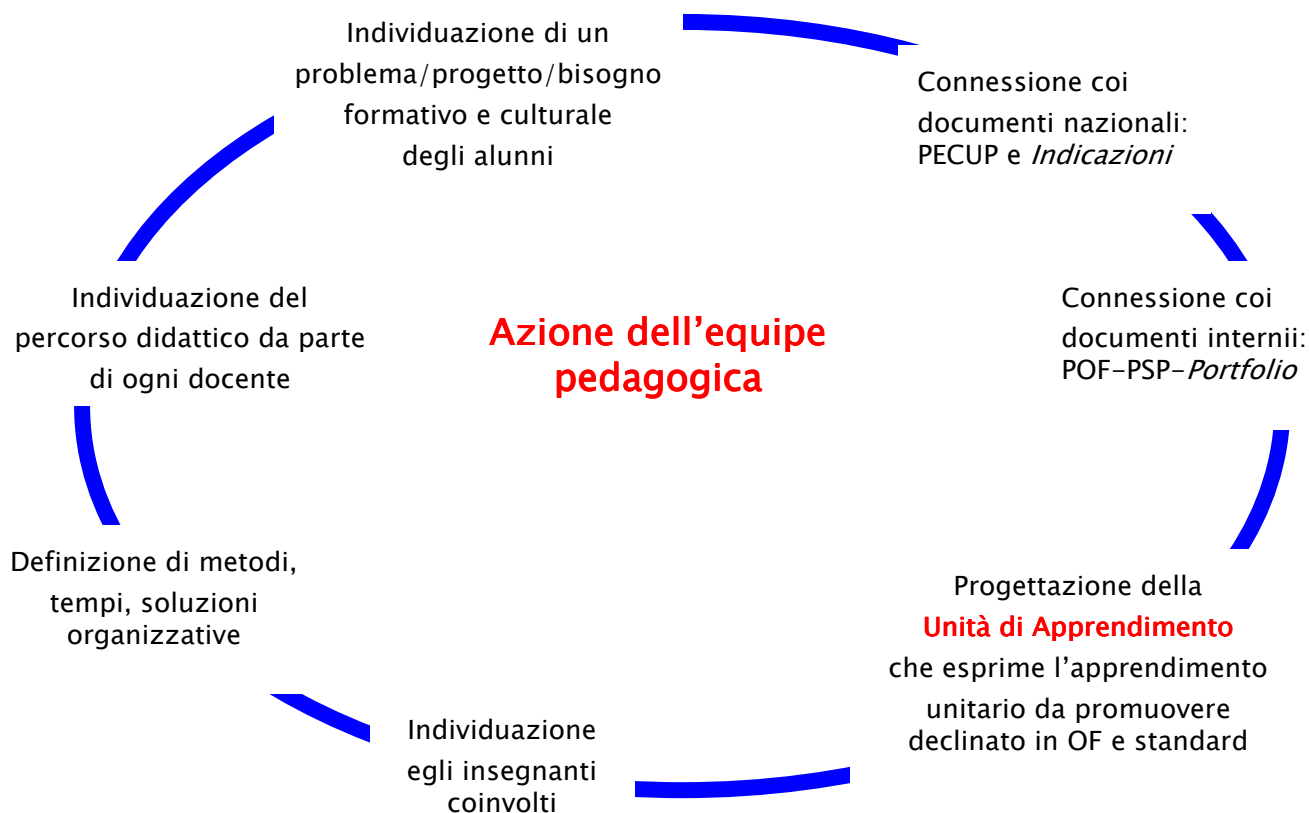 Individuazione di un
problema/progetto/bisogno
formativo e culturale
degli alunni
Connessione coi
documenti nazionali:
PECUP e Indicazioni
Connessione coi
documenti internii:
POF-PSP-Portfolio
Progettazione della
Unità di Apprendimento
che esprime l’apprendimento
unitario da promuovere
declinato in OF e standard
Individuazione
egli insegnanti
coinvolti
Definizione di metodi,
tempi, soluzioni
organizzative
Individuazione del
percorso didattico da parte
di ogni docente
Azione dell’equipe
pedagogica